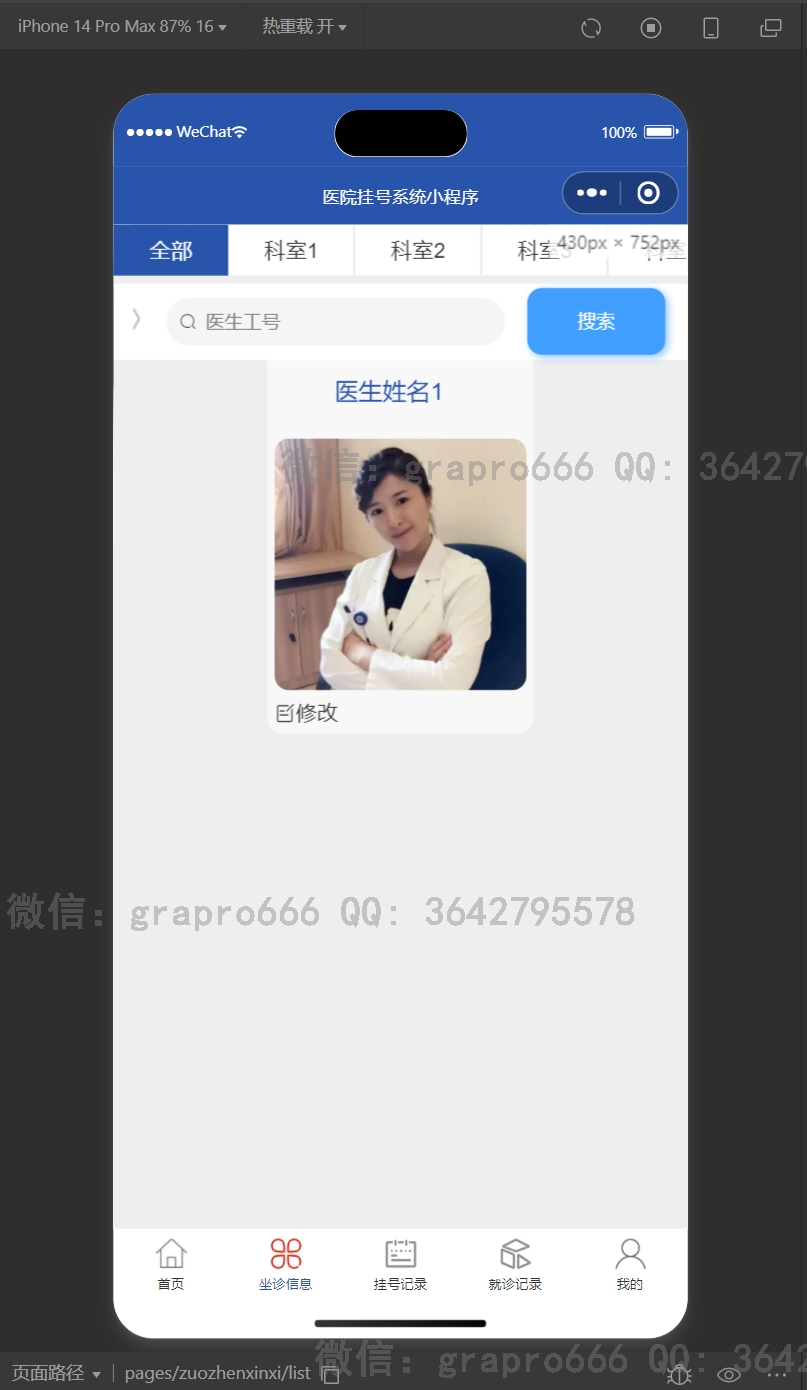 iPhone 14 Pro Max 87% 16 热重载 开
WeChat 100%
医院挂号系统小程序
全部 科室1 科室2 科室3 科室
430px × 752px
医生工号 搜索
医生姓名1
微信: grapro666 QQ: 36427
修改
微信: grapro666 QQ: 3642795578
首页 坐诊信息 挂号记录 就诊记录 我的
微信: grapro666 QQ: 3642
页面路径 pages/zuozhenxinxi/list